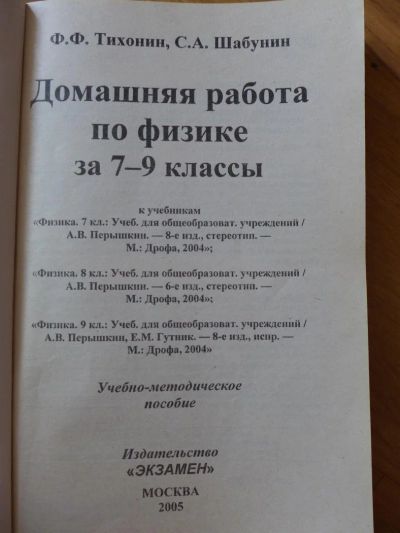 Ф.Ф. Тихонин, С.А. Шабунин
Домашняя работа
по физике
за 7–9 классы
к учебникам
«Физика. 7 кл.: Учеб. для общеобразоват. учреждений /
А.В. Перышкин. — 8-е изд., стереотип. —
М.: Дрофа, 2004»;
«Физика. 8 кл.: Учеб. для общеобразоват. учреждений /
А.В. Перышкин. — 6-е изд., стереотип. —
М.: Дрофа, 2004»;
«Физика. 9 кл.: Учеб. для общеобразоват. учреждений /
А.В. Перышкин, Е.М. Гутник. — 8-е изд., испр. —
М.: Дрофа, 2004»
Учебно-методическое
пособие
Издательство
«ЭКЗАМЕН»
МОСКВА
2005